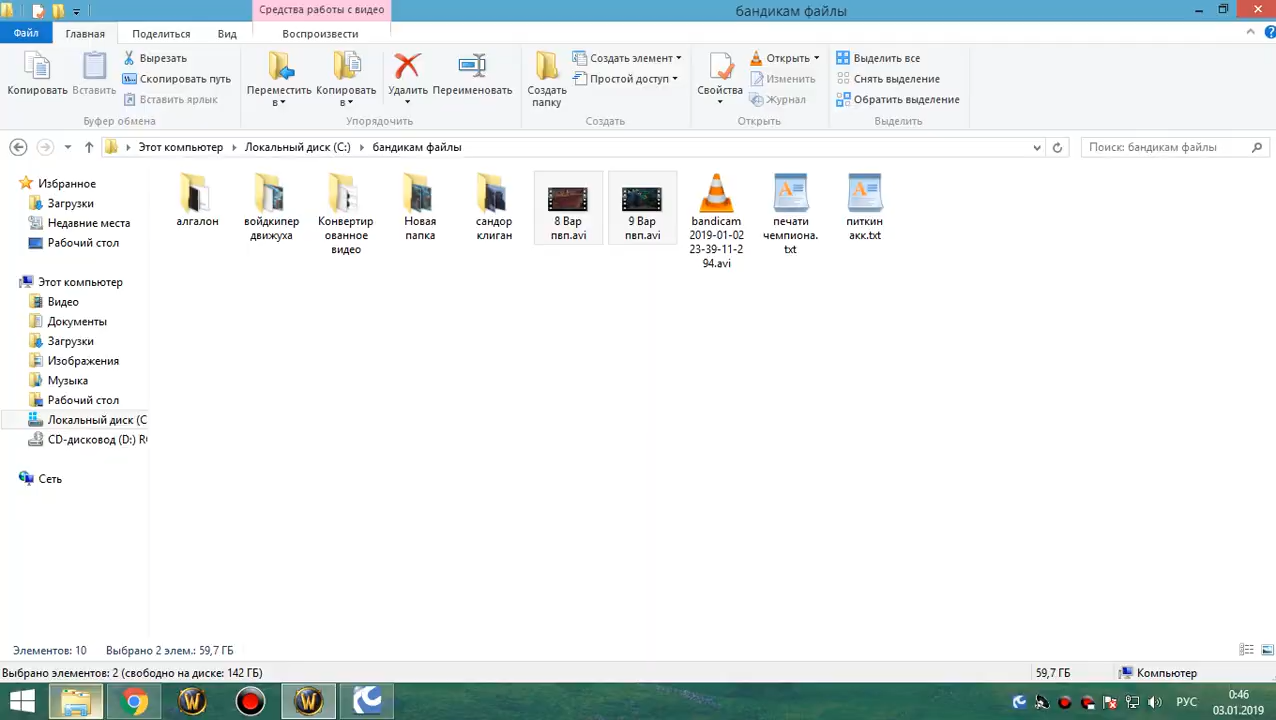 Средства работы с видео
бандикам файлы
Файл
Главная
Поделиться
Вид
Воспроизвести
Копировать
Вставить
Вырезать
Скопировать путь
Вставить ярлык
Буфер обмена
Переместить в
Копировать в
Удалить
Переименовать
Упорядочить
Создать папку
Создать элемент
Простой доступ
Создать
Свойства
Открыть
Изменить
Журнал
Открыть
Выделить все
Снять выделение
Обратить выделение
Выделить
Этот компьютер
Локальный диск (C:)
бандикам файлы
Поиск: бандикам файлы
Избранное
Загрузки
Недавние места
Рабочий стол
Этот компьютер
Видео
Документы
Загрузки
Изображения
Музыка
Рабочий стол
Локальный диск (C
CD-дисковод (D:) R
Сеть
алгалон
войдкипер
движуха
Конвертир
ованное
видео
Новая
папка
сандор
клиган
8 Вар
пвп.avi
9 Вар
пвп.avi
bandicam
2019-01-02
23-39-11-2
94.avi
печати
чемпиона.
txt
питкин
акк.txt
Элементов: 10
Выбрано 2 элем.: 59,7 ГБ
Выбрано элементов: 2 (свободно на диске: 142 ГБ)
59,7 ГБ
Компьютер
РУС
0:46
03.01.2019